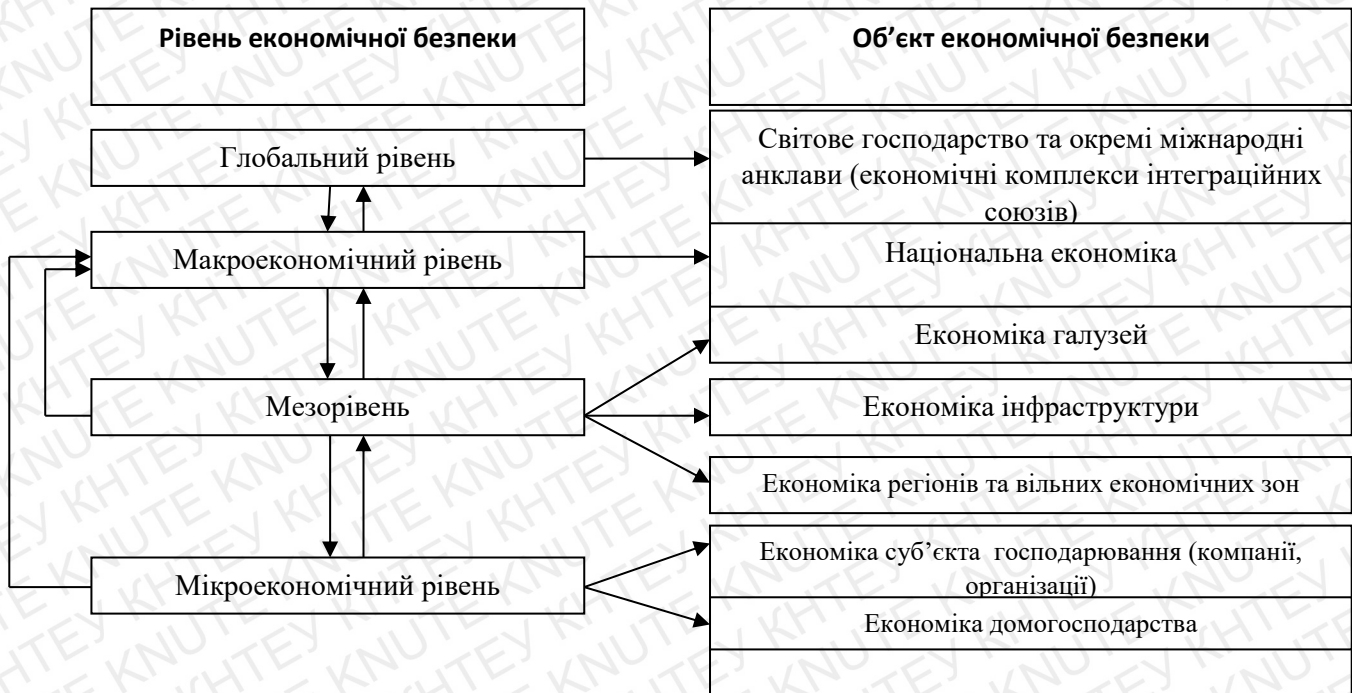 Рівень економічної безпеки
Об’єкт економічної безпеки
Глобальний рівень
Світове господарство та окремі міжнародні
анклави (економічні комплекси інтеграційних
союзів)
Макроекономічний рівень
Національна економіка
Економіка галузей
Мезорівень
Економіка інфраструктури
Економіка регіонів та вільних економічних зон
Мікроекономічний рівень
Економіка суб’єкта господарювання (компанії,
організації)
Економіка домогосподарства